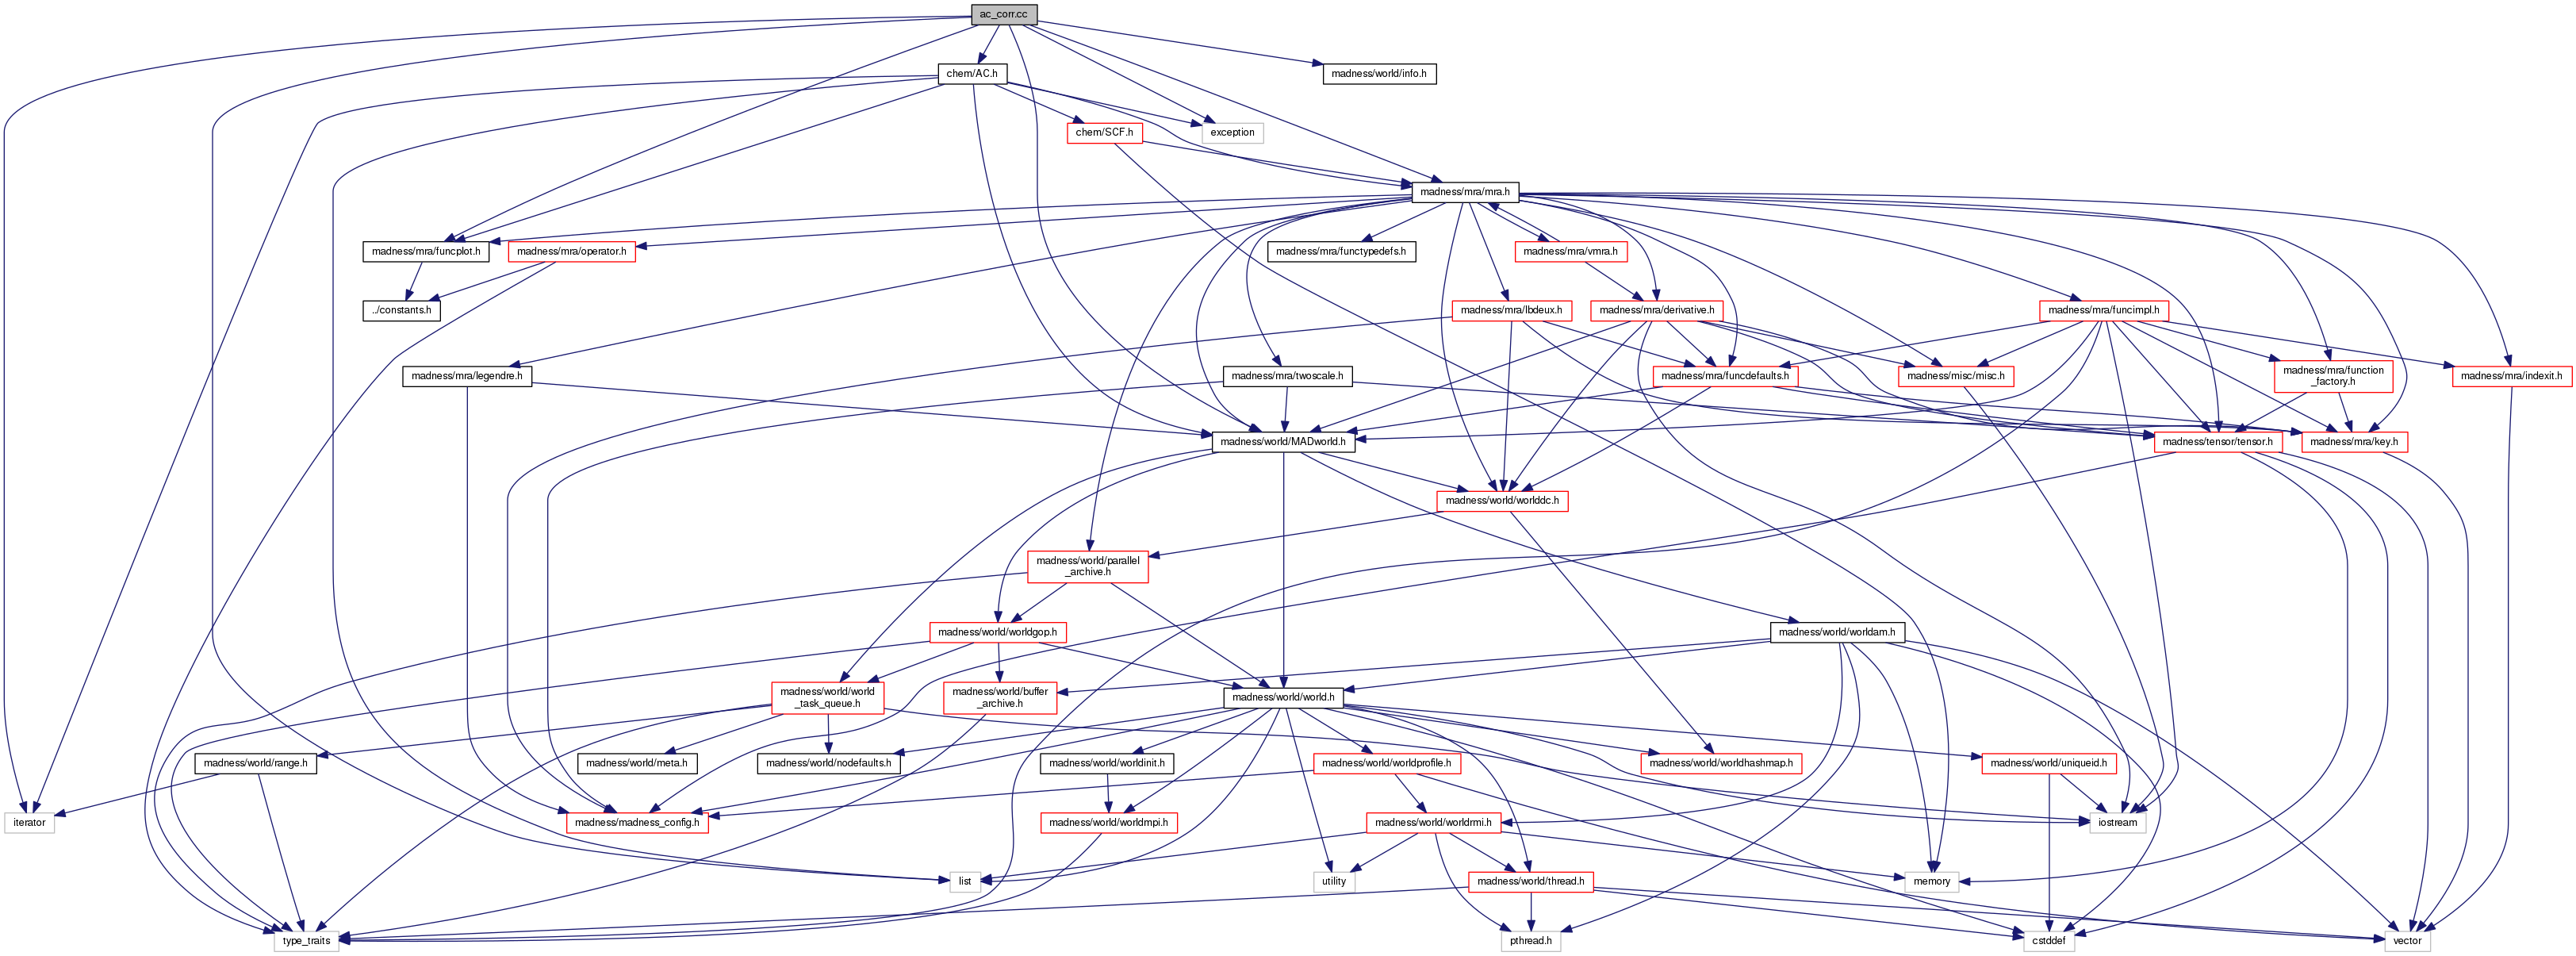 ac_corr.cc
chem/AC.h
madness/world/info.h
chem/SCF.h
exception
madness/mra/mra.h
madness/mra/funcplot.h
madness/mra/operator.h
madness/mra/functypedefs.h
madness/mra/vmra.h
../constants.h
madness/mra/lbdeux.h
madness/mra/derivative.h
madness/mra/funcimpl.h
madness/mra/legendre.h
madness/mra/twoscale.h
madness/mra/funcdefaults.h
madness/misc/misc.h
madness/mra/function
_factory.h
madness/mra/indexit.h
madness/world/MADworld.h
madness/tensor/tensor.h
madness/mra/key.h
madness/world/worlddc.h
madness/world/parallel
_archive.h
madness/world/worldgop.h
madness/world/worldam.h
madness/world/world
_task_queue.h
madness/world/buffer
_archive.h
madness/world/world.h
madness/world/range.h
madness/world/meta.h
madness/world/nodefaults.h
madness/world/worldinit.h
madness/world/worldprofile.h
madness/world/worldhashmap.h
madness/world/uniqueid.h
iterator
madness/madness_config.h
madness/world/worldmpi.h
madness/world/worldrmi.h
iostream
list
utility
madness/world/thread.h
memory
type_traits
pthread.h
cstddef
vector